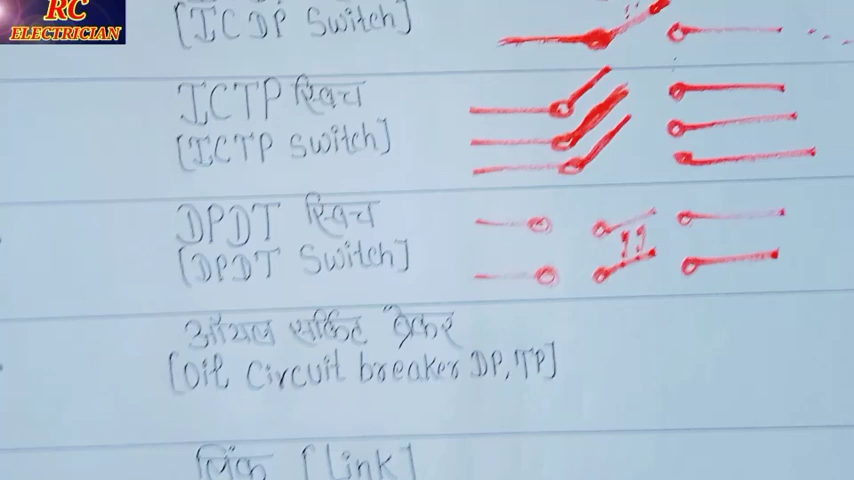 RC
ELECTRICIAN
[ICDP Switch]
ICTP स्विच
[ICTP Switch]
DPDT स्विच
[DPDT Switch]
ऑयल सर्किट ब्रेकर
[Oil Circuit breaker DP, TP]
लिंक [Link]